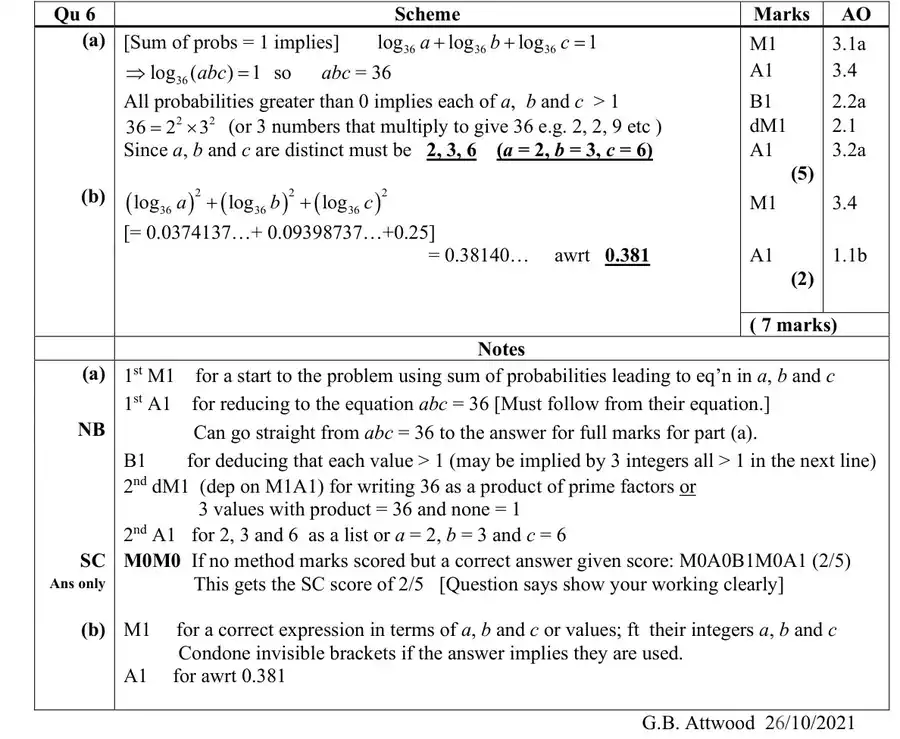 Qu 6 Scheme Marks AO
(a) [Sum of probs = 1 implies] log₃₆ a + log₃₆ b + log₃₆ c = 1 M1 3.1a
⇒ log₃₆ (abc) = 1 so abc = 36 A1 3.4
All probabilities greater than 0 implies each of a, b and c > 1 B1 2.2a
36 = 2² × 3² (or 3 numbers that multiply to give 36 e.g. 2, 2, 9 etc ) dM1 2.1
Since a, b and c are distinct must be 2, 3, 6 (a = 2, b = 3, c = 6) A1 3.2a
(5)
(b) (log₃₆ a)² + (log₃₆ b)² + (log₃₆ c)² M1 3.4
[= 0.0374137…+ 0.09398737…+0.25]
= 0.38140… awrt 0.381 A1 1.1b
(2)
( 7 marks)
Notes
(a) 1st M1 for a start to the problem using sum of probabilities leading to eq’n in a, b and c
1st A1 for reducing to the equation abc = 36 [Must follow from their equation.]
NB Can go straight from abc = 36 to the answer for full marks for part (a).
B1 for deducing that each value > 1 (may be implied by 3 integers all > 1 in the next line)
2nd dM1 (dep on M1A1) for writing 36 as a product of prime factors or
3 values with product = 36 and none = 1
2nd A1 for 2, 3 and 6 as a list or a = 2, b = 3 and c = 6
SC M0M0 If no method marks scored but a correct answer given score: M0A0B1M0A1 (2/5)
Ans only This gets the SC score of 2/5 [Question says show your working clearly]
(b) M1 for a correct expression in terms of a, b and c or values; ft their integers a, b and c
Condone invisible brackets if the answer implies they are used.
A1 for awrt 0.381
G.B. Attwood 26/10/2021